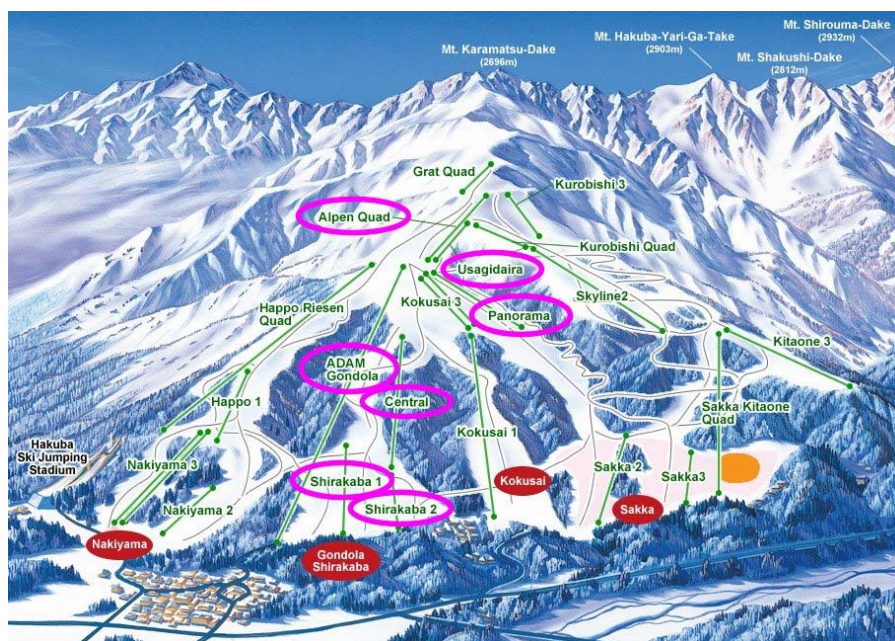 Mt. Shirouma-Dake
(2932m)
Mt. Hakuba-Yari-Ga-Take
(2903m)
Mt. Karamatsu-Dake
(2696m)
Mt. Shakushi-Dake
(2812m)
Grat Quad
Kurobishi 3
Alpen Quad
Kurobishi Quad
Usagidaira
Skyline2
Kokusai 3
Happo Riesen
Quad
Panorama
Kitaone 3
ADAM
Gondola
Happo 1
Central
Sakka Kitaone
Quad
Kokusai 1
Hakuba
Ski Jumping
Stadium
Nakiyama 3
Sakka 2
Sakka3
Shirakaba 1
Kokusai
Nakiyama 2
Shirakaba 2
Sakka
Nakiyama
Gondola
Shirakaba